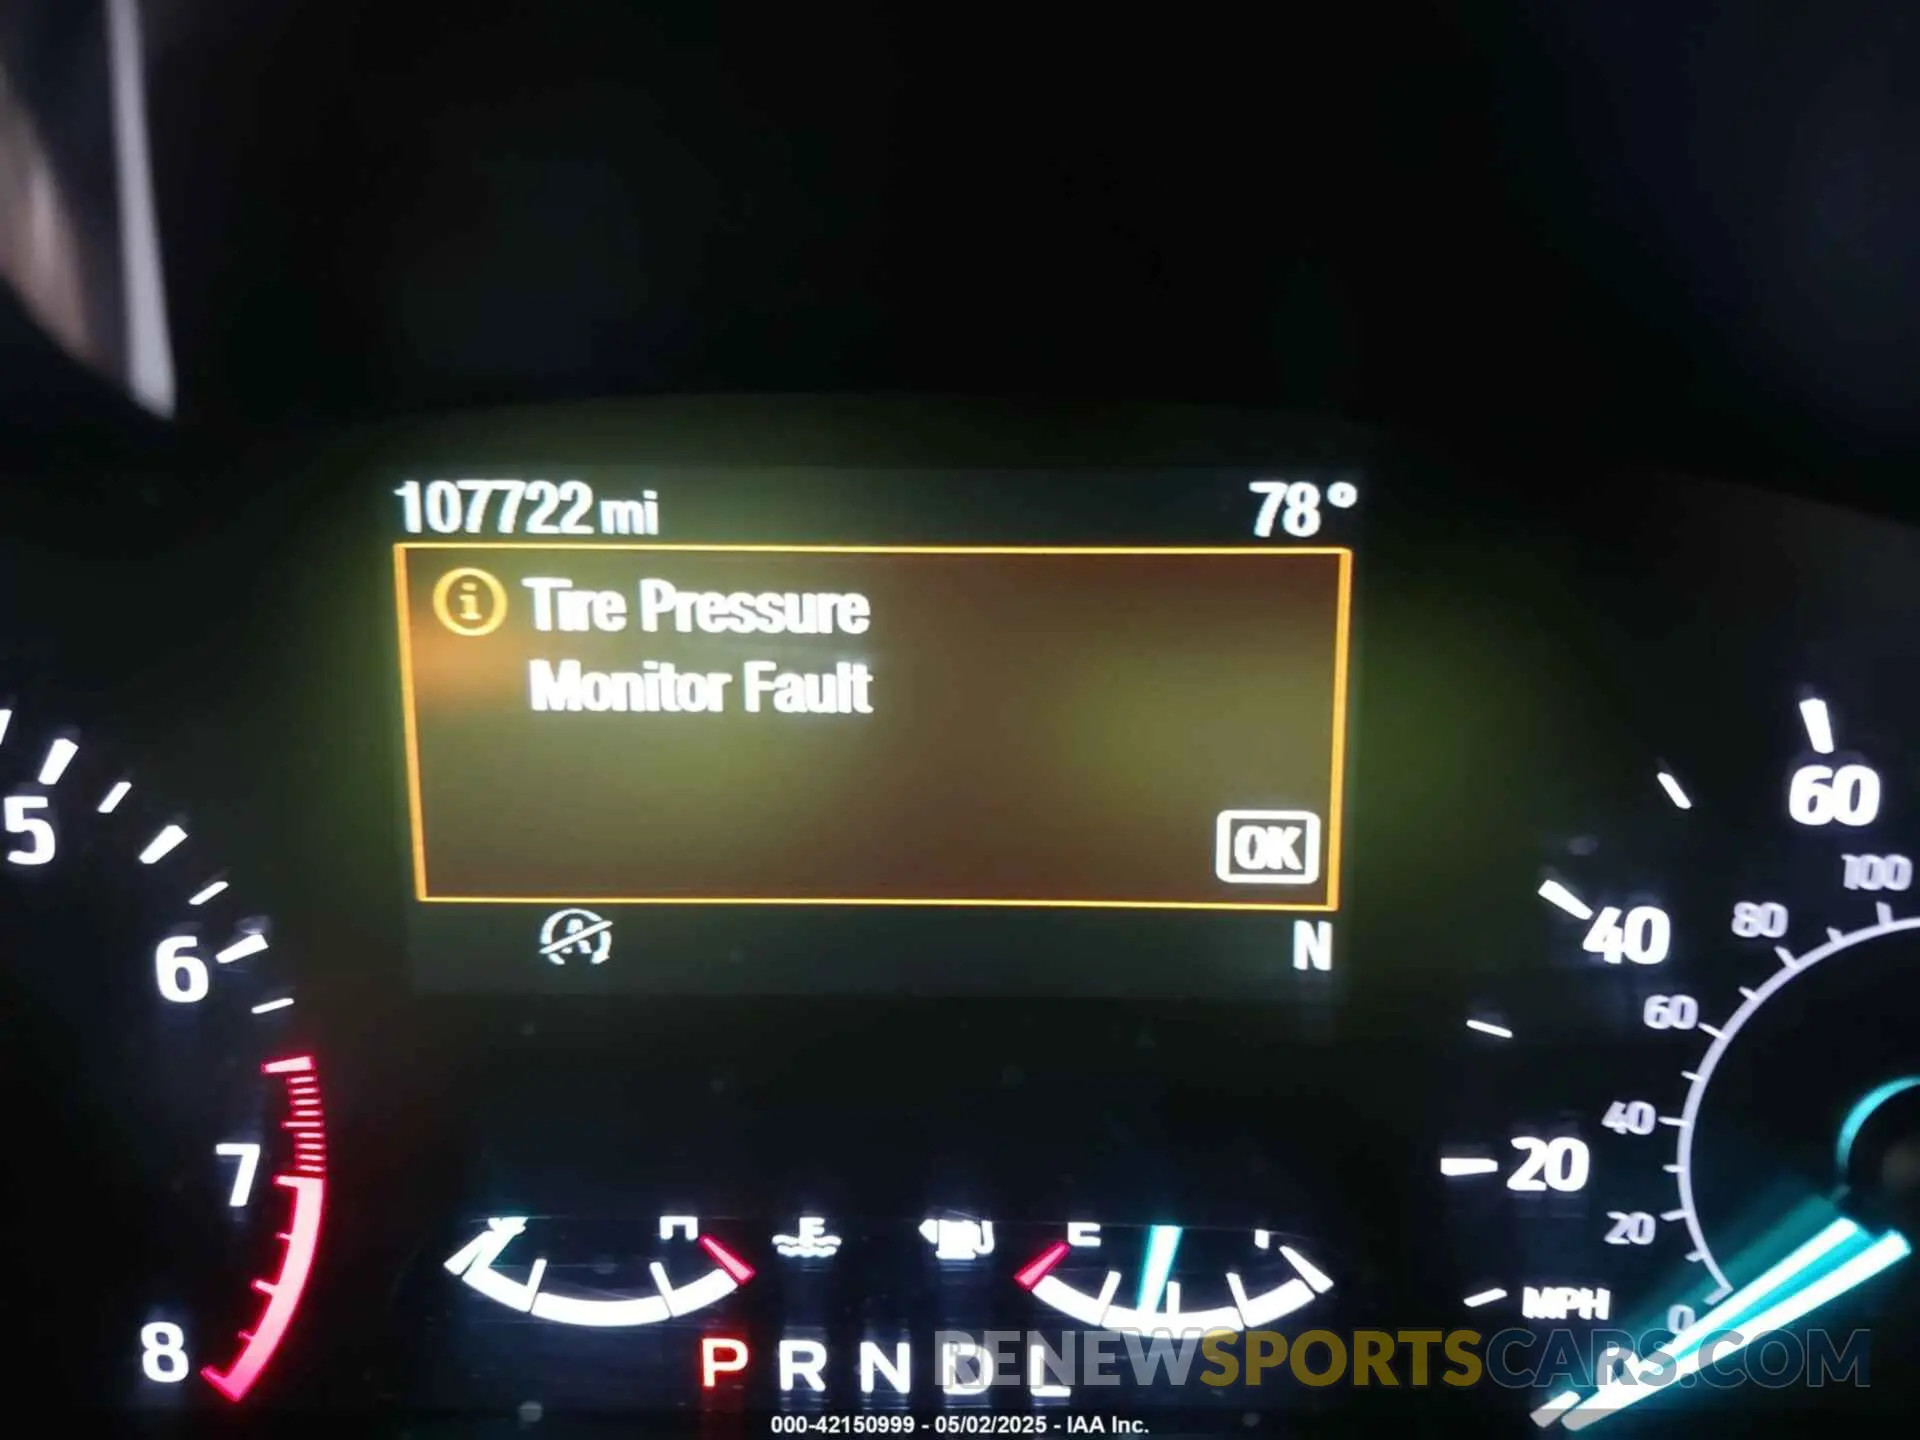 107722 mi 78°
i Tire Pressure
Monitor Fault
OK
A N
5
6
7
8
60
40
20
MPH
0
100
80
60
40
20
0
H
E
P R N D L
RENEWSPORTSCARS.COM
000-42150999 - 05/02/2025 - IAA Inc.